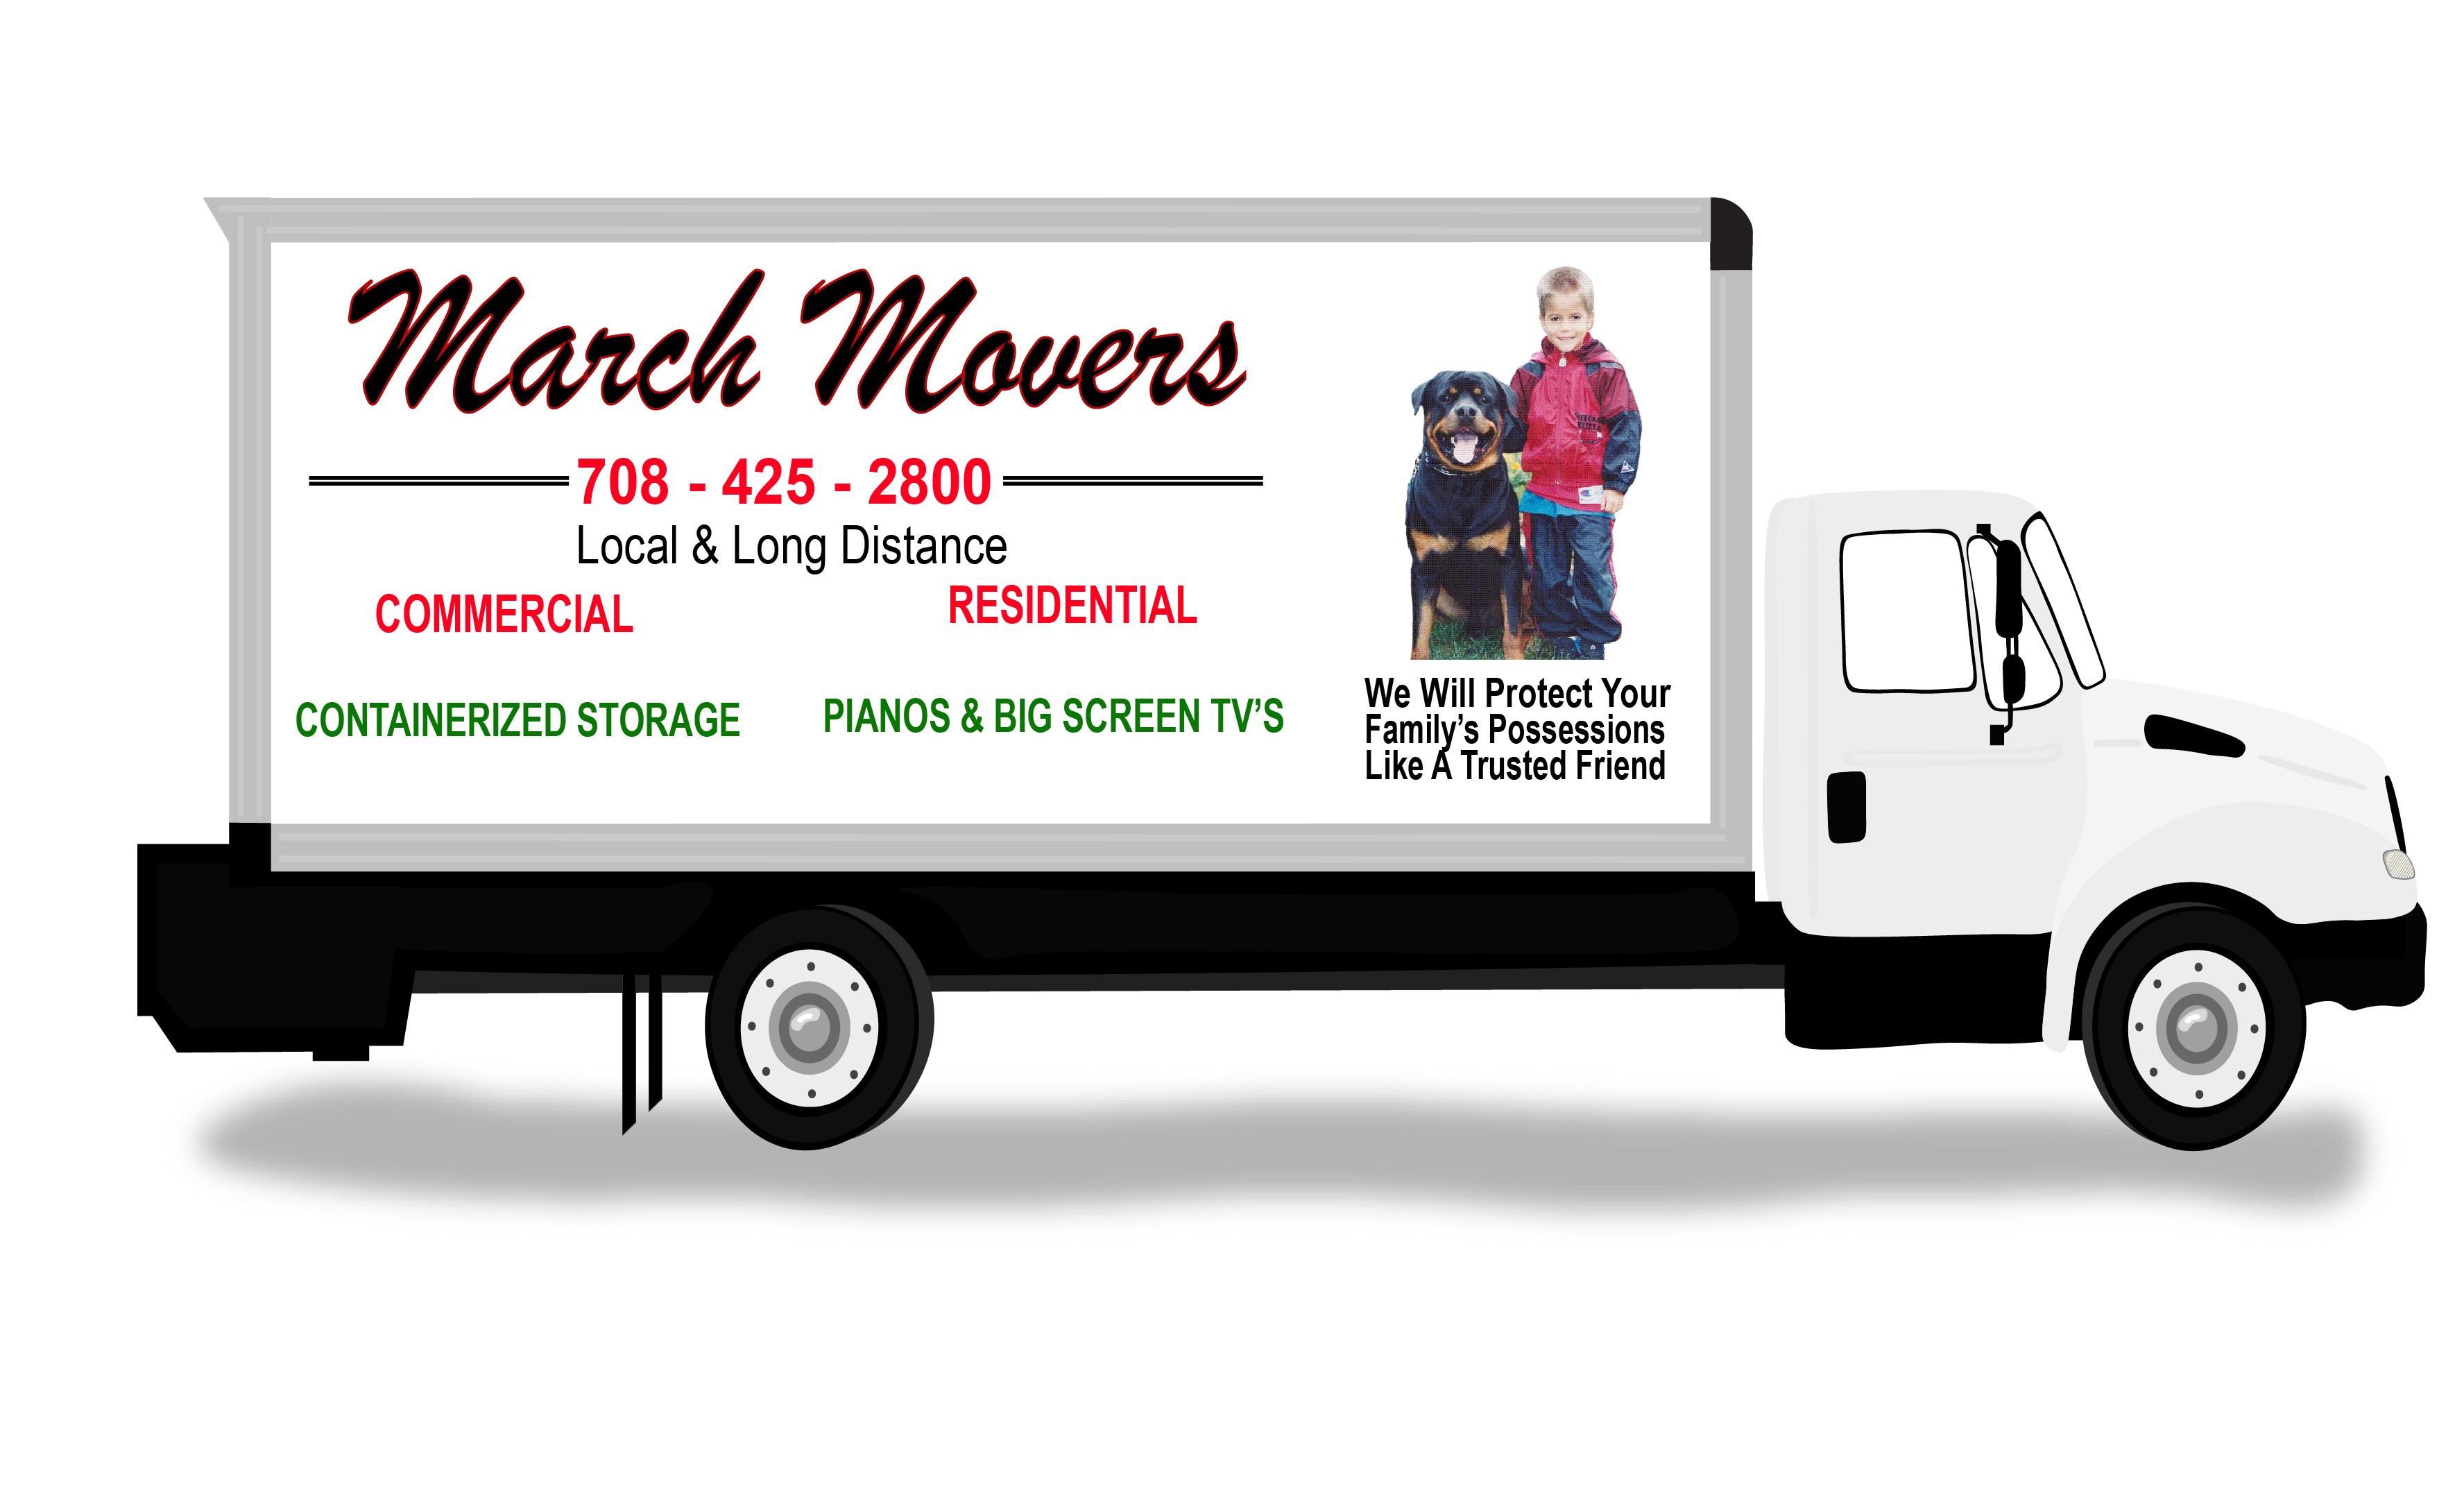 March Movers
708 - 425 - 2800
Local & Long Distance
COMMERCIAL
RESIDENTIAL
CONTAINERIZED STORAGE
PIANOS & BIG SCREEN TV’S
We Will Protect Your
Family’s Possessions
Like A Trusted Friend